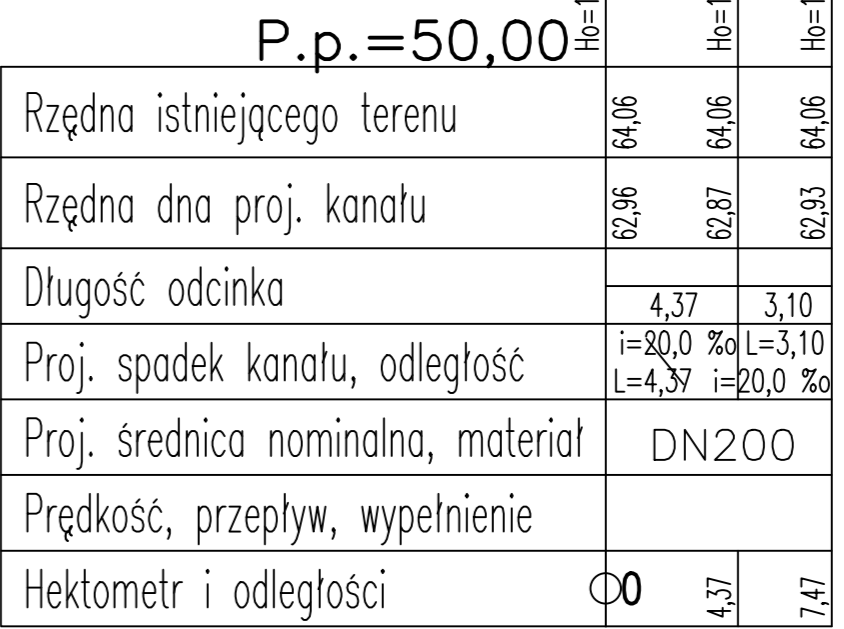 P.p.=50,00 Ho=1 Ho=1 Ho=1
Rzędna istniejącego terenu 64,06 64,06 64,06
Rzędna dna proj. kanału 62,96 62,87 62,93
Długość odcinka 4,37 3,10
Proj. spadek kanału, odległość i=20,0 ‰ L=3,10
L=4,37 i=20,0 ‰
Proj. średnica nominalna, materiał DN200
Prędkość, przepływ, wypełnienie
Hektometr i odległości 0 4,37 7,47